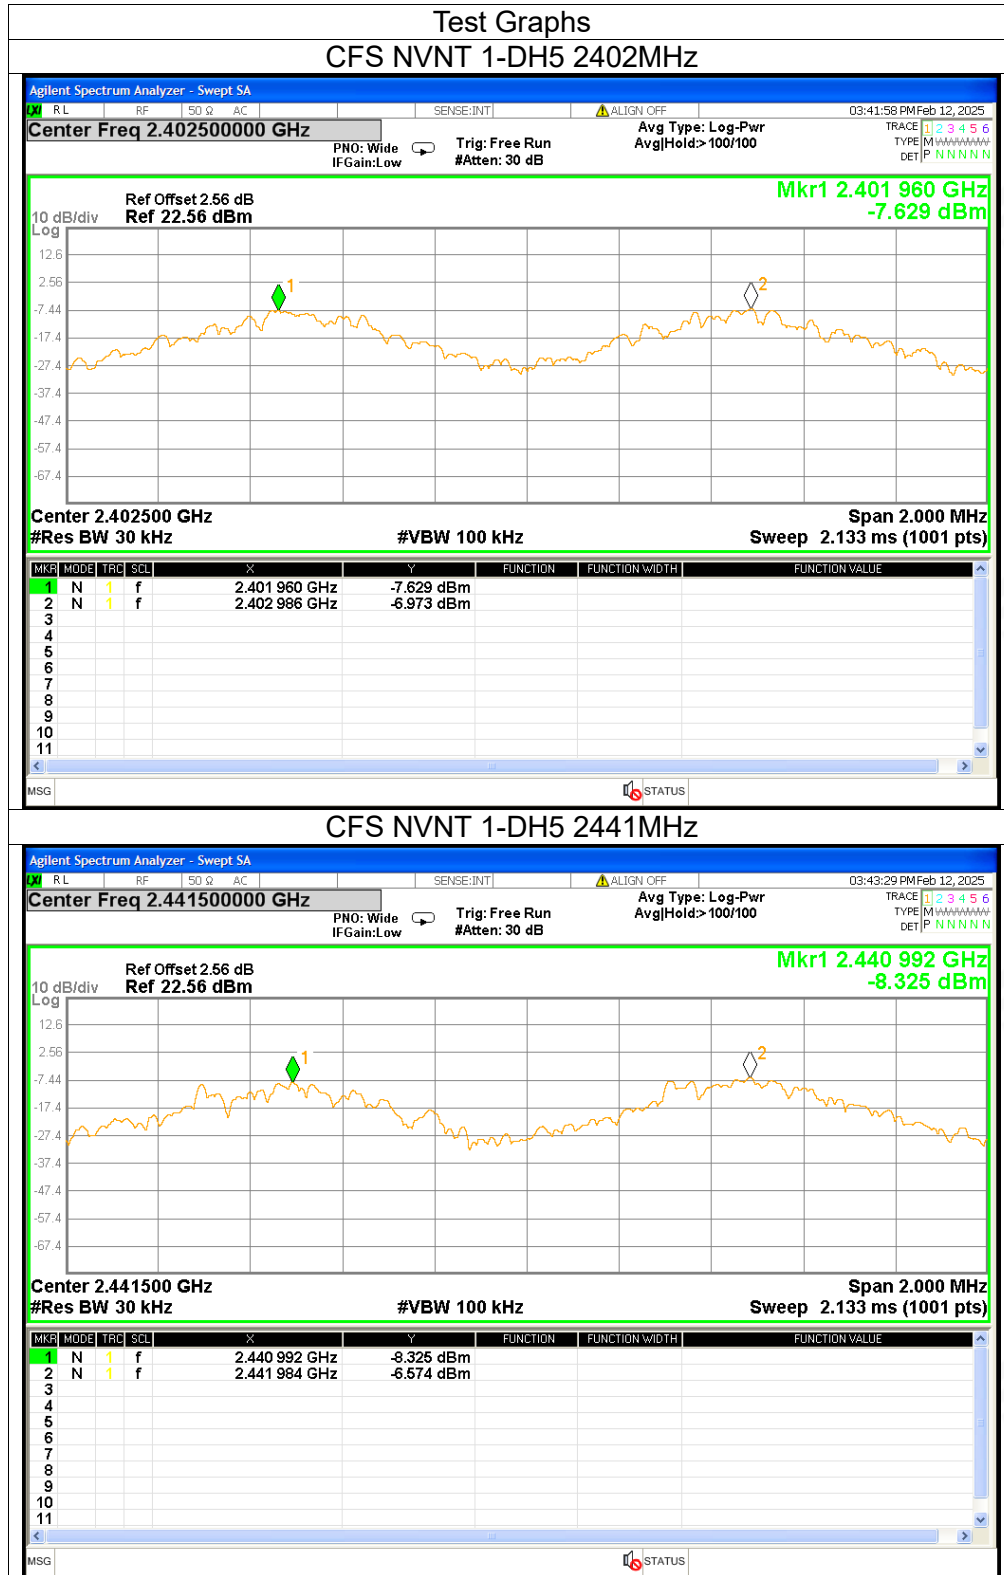 Test Graphs
CFS NVNT 1-DH5 2402MHz
Agilent Spectrum Analyzer - Swept SA
LXI RL RF 50 Ω AC SENSE:INT ALIGN OFF 03:41:58 PM Feb 12, 2025
Center Freq 2.402500000 GHz
PNO: Wide
IFGain:Low
Trig: Free Run
#Atten: 30 dB
Avg Type: Log-Pwr
Avg|Hold:>100/100
TRACE 1 2 3 4 5 6
TYPE M
DET P N N N N N
Ref Offset 2.56 dB
Ref 22.56 dBm
10 dB/div
Log
Mkr1 2.401 960 GHz
-7.629 dBm
12.6
2.56
-7.44
-17.4
-27.4
-37.4
-47.4
-57.4
-67.4
1
2
Center 2.402500 GHz Span 2.000 MHz
#Res BW 30 kHz #VBW 100 kHz Sweep 2.133 ms (1001 pts)
MKR MODE TRC SCL X Y FUNCTION FUNCTION WIDTH FUNCTION VALUE
1 N 1 f 2.401 960 GHz -7.629 dBm
2 N 1 f 2.402 986 GHz -6.973 dBm
3
4
5
6
7
8
9
10
11
MSG STATUS
CFS NVNT 1-DH5 2441MHz
Agilent Spectrum Analyzer - Swept SA
LXI RL RF 50 Ω AC SENSE:INT ALIGN OFF 03:43:29 PM Feb 12, 2025
Center Freq 2.441500000 GHz
PNO: Wide
IFGain:Low
Trig: Free Run
#Atten: 30 dB
Avg Type: Log-Pwr
Avg|Hold:>100/100
TRACE 1 2 3 4 5 6
TYPE M
DET P N N N N N
Ref Offset 2.56 dB
Ref 22.56 dBm
10 dB/div
Log
Mkr1 2.440 992 GHz
-8.325 dBm
12.6
2.56
-7.44
-17.4
-27.4
-37.4
-47.4
-57.4
-67.4
1
2
Center 2.441500 GHz Span 2.000 MHz
#Res BW 30 kHz #VBW 100 kHz Sweep 2.133 ms (1001 pts)
MKR MODE TRC SCL X Y FUNCTION FUNCTION WIDTH FUNCTION VALUE
1 N 1 f 2.440 992 GHz -8.325 dBm
2 N 1 f 2.441 984 GHz -6.574 dBm
3
4
5
6
7
8
9
10
11
MSG STATUS